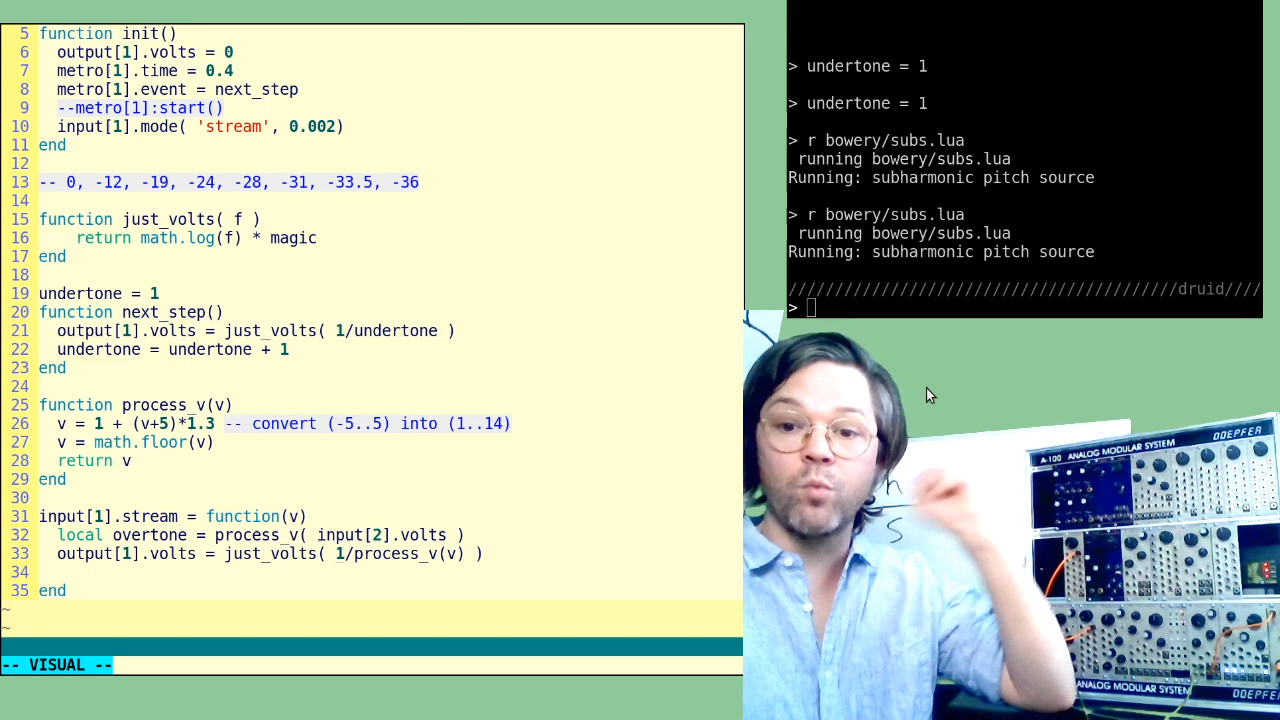 5 function init()
6 output[1].volts = 0
7 metro[1].time = 0.4
8 metro[1].event = next_step
9 --metro[1]:start()
10 input[1].mode( 'stream', 0.002)
11 end
12
13 -- 0, -12, -19, -24, -28, -31, -33.5, -36
14
15 function just_volts( f )
16 return math.log(f) * magic
17 end
18
19 undertone = 1
20 function next_step()
21 output[1].volts = just_volts( 1/undertone )
22 undertone = undertone + 1
23 end
24
25 function process_v(v)
26 v = 1 + (v+5)*1.3 -- convert (-5..5) into (1..14)
27 v = math.floor(v)
28 return v
29 end
30
31 input[1].stream = function(v)
32 local overtone = process_v( input[2].volts )
33 output[1].volts = just_volts( 1/process_v(v) )
34
35 end
~
~
-- VISUAL --
> undertone = 1
> undertone = 1
> r bowery/subs.lua
running bowery/subs.lua
Running: subharmonic pitch source
> r bowery/subs.lua
running bowery/subs.lua
Running: subharmonic pitch source
//////////////////////////////////////////druid////
>
n
s
A-100 ANALOG MODULAR SYSTEM DOEPFER
ANALOG MODULAR SYSTEM DOEPFER